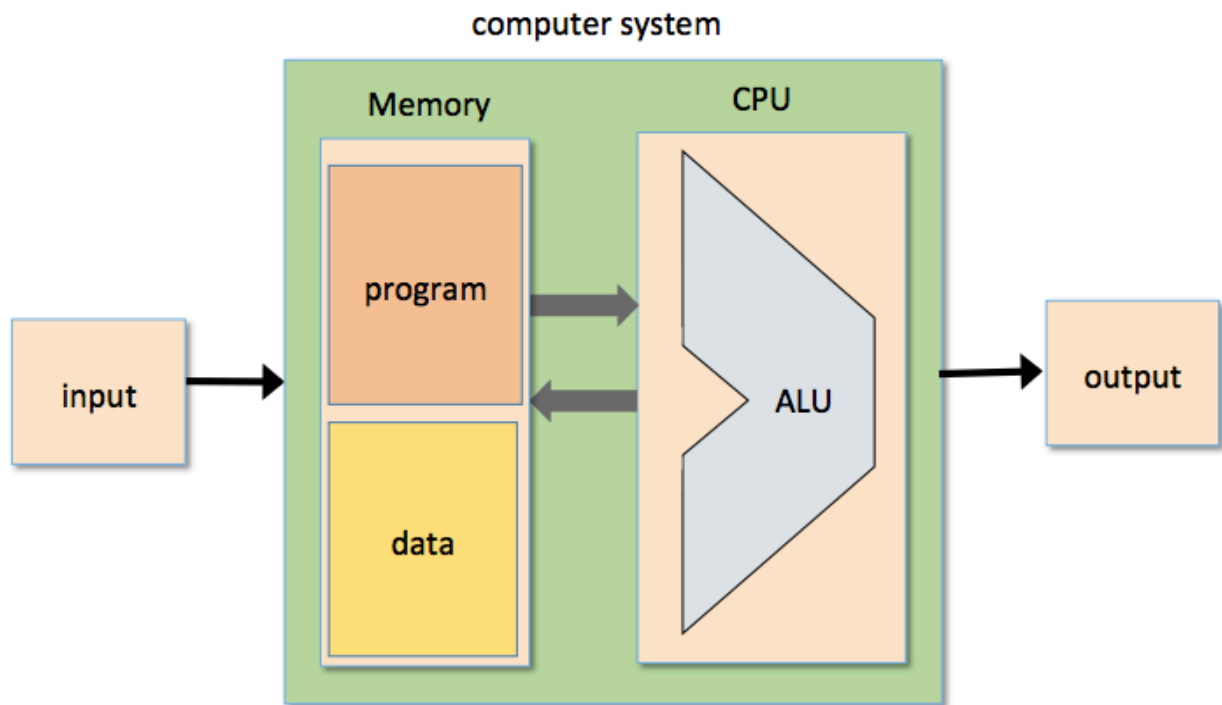 computer system
Memory
CPU
program
input
ALU
output
data